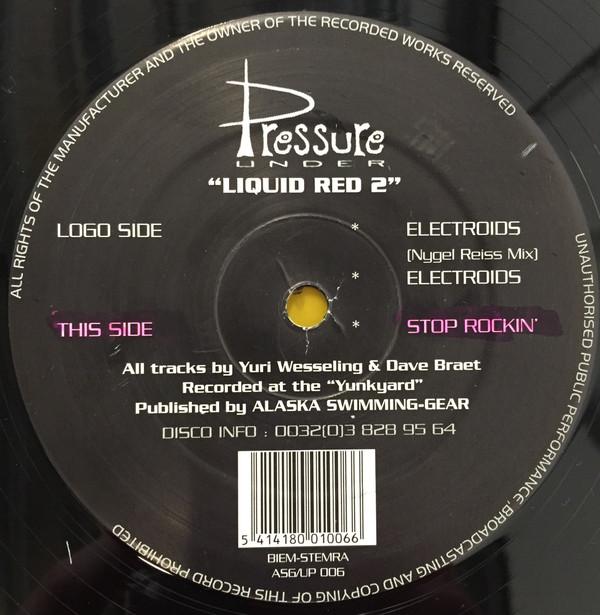 ALL RIGHTS OF THE MANUFACTURER AND THE OWNER OF THE RECORDED WORKS RESERVED
UNAUTHORISED PUBLIC PERFORMANCE, BROADCASTING AND COPYING OF THIS RECORD PROHIBITED
Pressure
UNDER
"LIQUID RED 2"
LOGO SIDE * ELECTROIDS
(Nygel Reiss Mix)
* ELECTROIDS
THIS SIDE * STOP ROCKIN'
All tracks by Yuri Wesseling & Dave Braet
Recorded at the "Yunkyard"
Published by ALASKA SWIMMING-GEAR
DISCO INFO : 0032(0)3 828 95 64
5 414180 010066
BIEM-STEMRA
ASG/UP 006